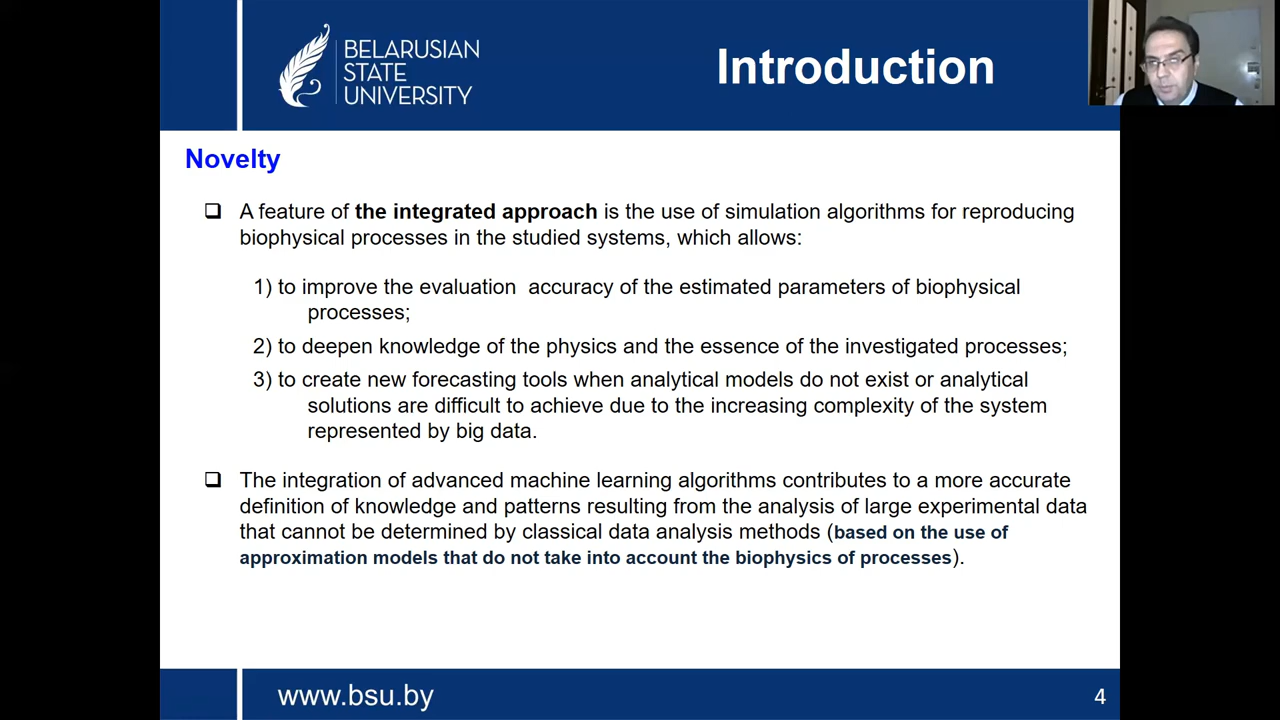 BELARUSIAN
STATE
UNIVERSITY
Introduction
Novelty
A feature of the integrated approach is the use of simulation algorithms for reproducing
biophysical processes in the studied systems, which allows:
1) to improve the evaluation  accuracy of the estimated parameters of biophysical
processes;
2) to deepen knowledge of the physics and the essence of the investigated processes;
3) to create new forecasting tools when analytical models do not exist or analytical
solutions are difficult to achieve due to the increasing complexity of the system
represented by big data.
The integration of advanced machine learning algorithms contributes to a more accurate
definition of knowledge and patterns resulting from the analysis of large experimental data
that cannot be determined by classical data analysis methods (based on the use of
approximation models that do not take into account the biophysics of processes).
www.bsu.by
4